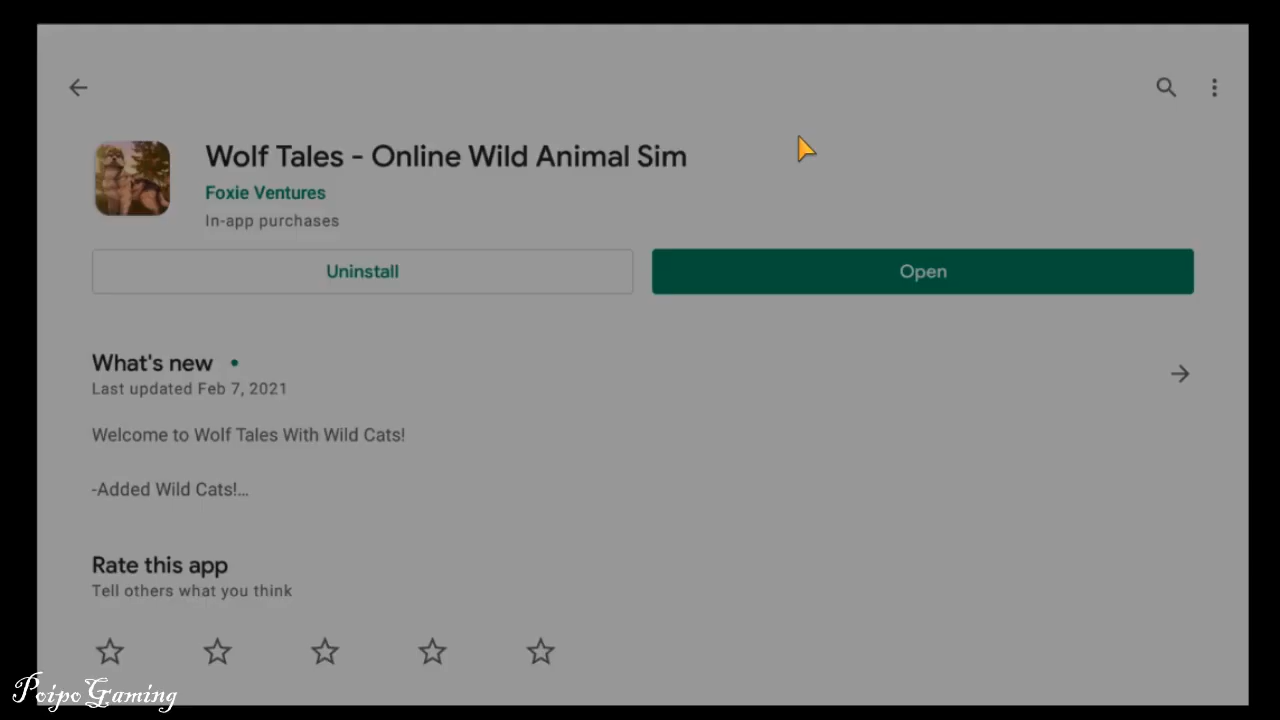 Wolf Tales - Online Wild Animal Sim
Foxie Ventures
In-app purchases
Uninstall
Open
What's new
Last updated Feb 7, 2021
Welcome to Wolf Tales With Wild Cats!
-Added Wild Cats!...
Rate this app
Tell others what you think
PoipoGaming